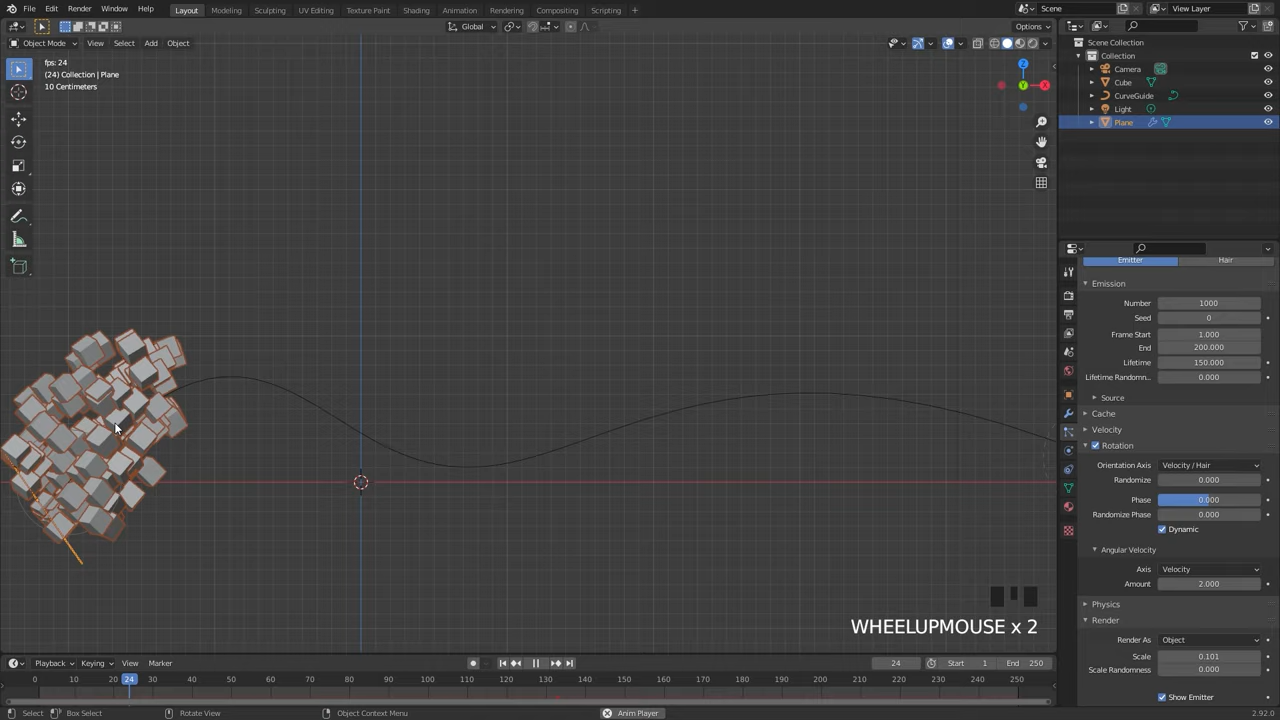 File Edit Render Window Help Layout Modeling Sculpting UV Editing Texture Paint Shading Animation Rendering Compositing Scripting + Scene View Layer
Global Options
Object Mode View Select Add Object
Scene Collection
Collection
Camera
Cube
CurveGuide
Light
Plane
fps: 24
(24) Collection | Plane
10 Centimeters
Z
Y
X
Emitter Hair
Emission
Number 1000
Seed 0
Frame Start 1.000
End 200.000
Lifetime 150.000
Lifetime Randomn.. 0.000
Source
Cache
Velocity
Rotation
Orientation Axis Velocity / Hair
Randomize 0.000
Phase 0.000
Randomize Phase 0.000
Dynamic
Angular Velocity
Axis Velocity
Amount 2.000
Physics
Render
Render As Object
Scale 0.101
Scale Randomness 0.000
Show Emitter
WHEELUPMOUSE x 2
Playback Keying View Marker 24 Start 1 End 250
0 10 20 24 30 40 50 60 70 80 90 100 110 120 130 140 150 160 170 180 190 200 210 220 230 240 250
Select Box Select Rotate View Object Context Menu Anim Player 2.92.0